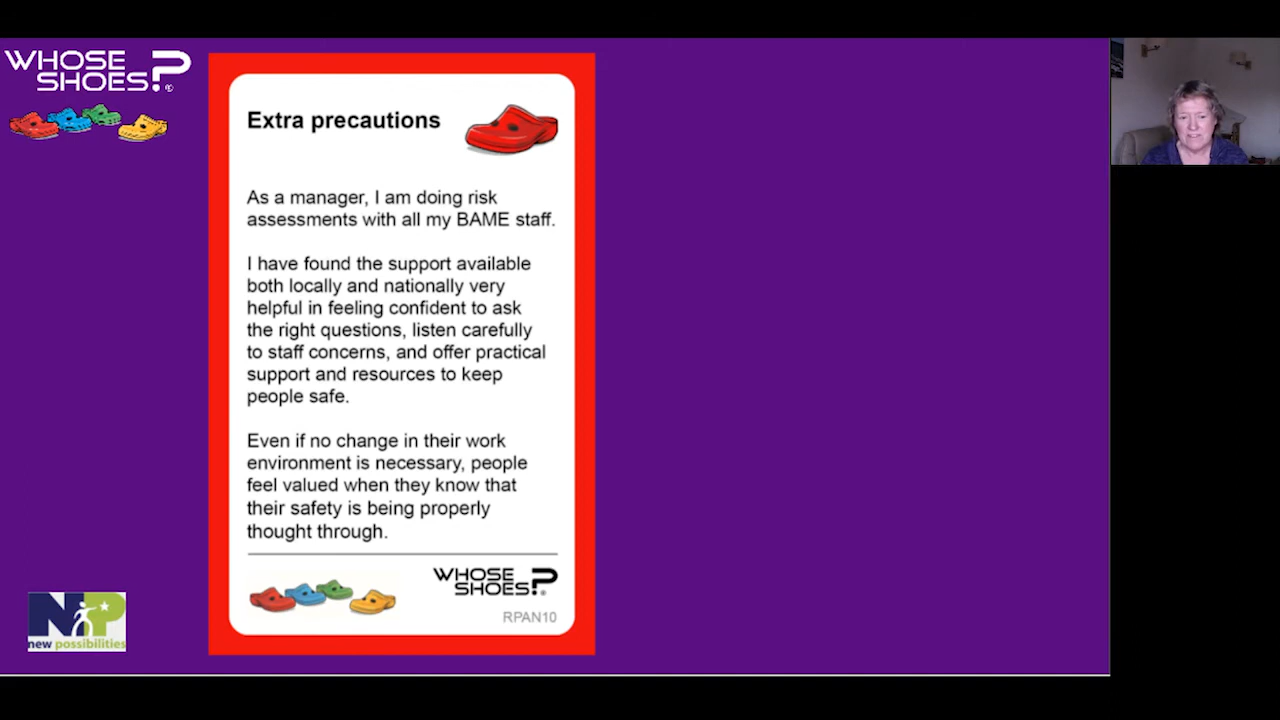 WHOSE
SHOES?®
Extra precautions
As a manager, I am doing risk
assessments with all my BAME staff.
I have found the support available
both locally and nationally very
helpful in feeling confident to ask
the right questions, listen carefully
to staff concerns, and offer practical
support and resources to keep
people safe.
Even if no change in their work
environment is necessary, people
feel valued when they know that
their safety is being properly
thought through.
WHOSE
SHOES?®
RPAN10
NP
new possibilities